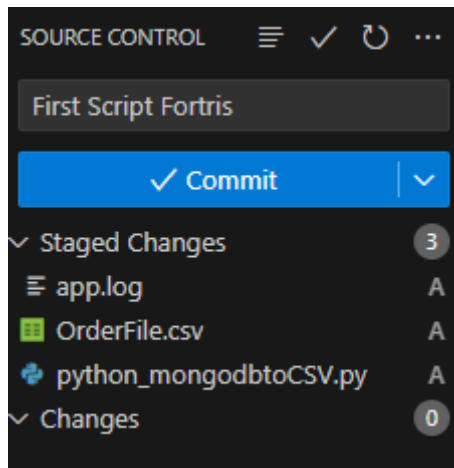 SOURCE CONTROL
First Script Fortris
Commit
Staged Changes 3
app.log A
OrderFile.csv A
python_mongodbtoCSV.py A
Changes 0